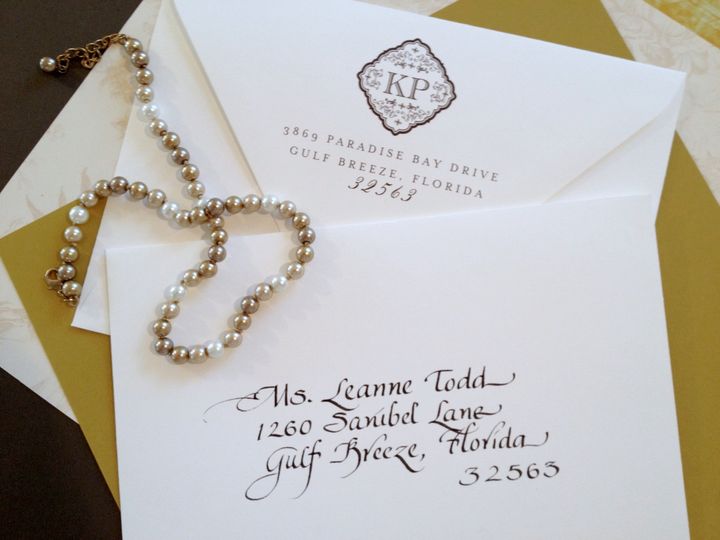 KP
3869 PARADISE BAY DRIVE
GULF BREEZE, FLORIDA
32563
Ms. Leanne Todd
1260 Sanibel Lane
Gulf Breeze, Florida
32563